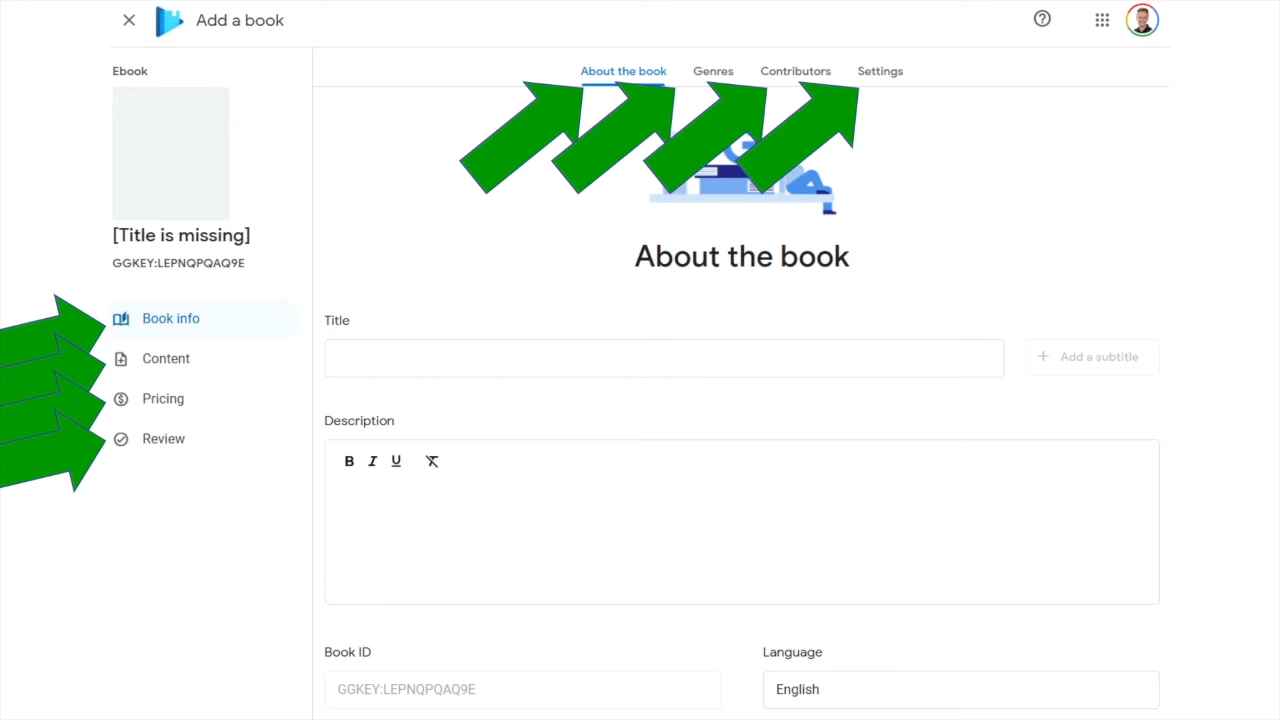 Add a book
Ebook
About the book Genres Contributors Settings
[Title is missing]
GGKEY:LEPNQPQAQ9E
Book info
Content
Pricing
Review
About the book
Title
+ Add a subtitle
Description
B I U
Book ID Language
GGKEY:LEPNQPQAQ9E English